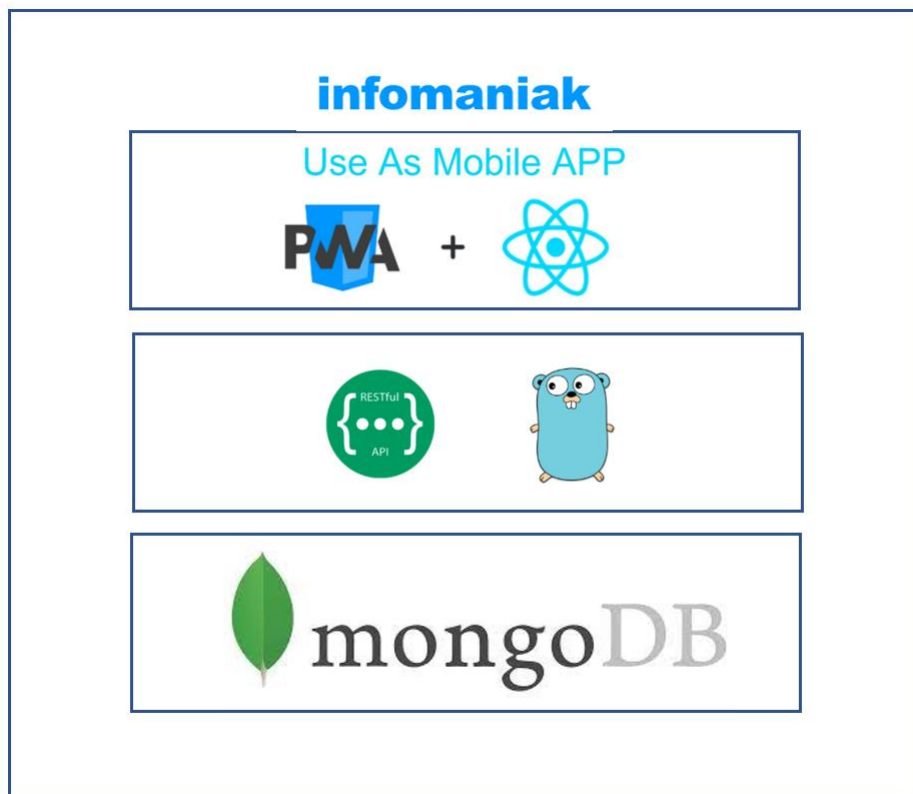 infomaniak
Use As Mobile APP
PWA +
RESTful
{•••}
API
mongoDB